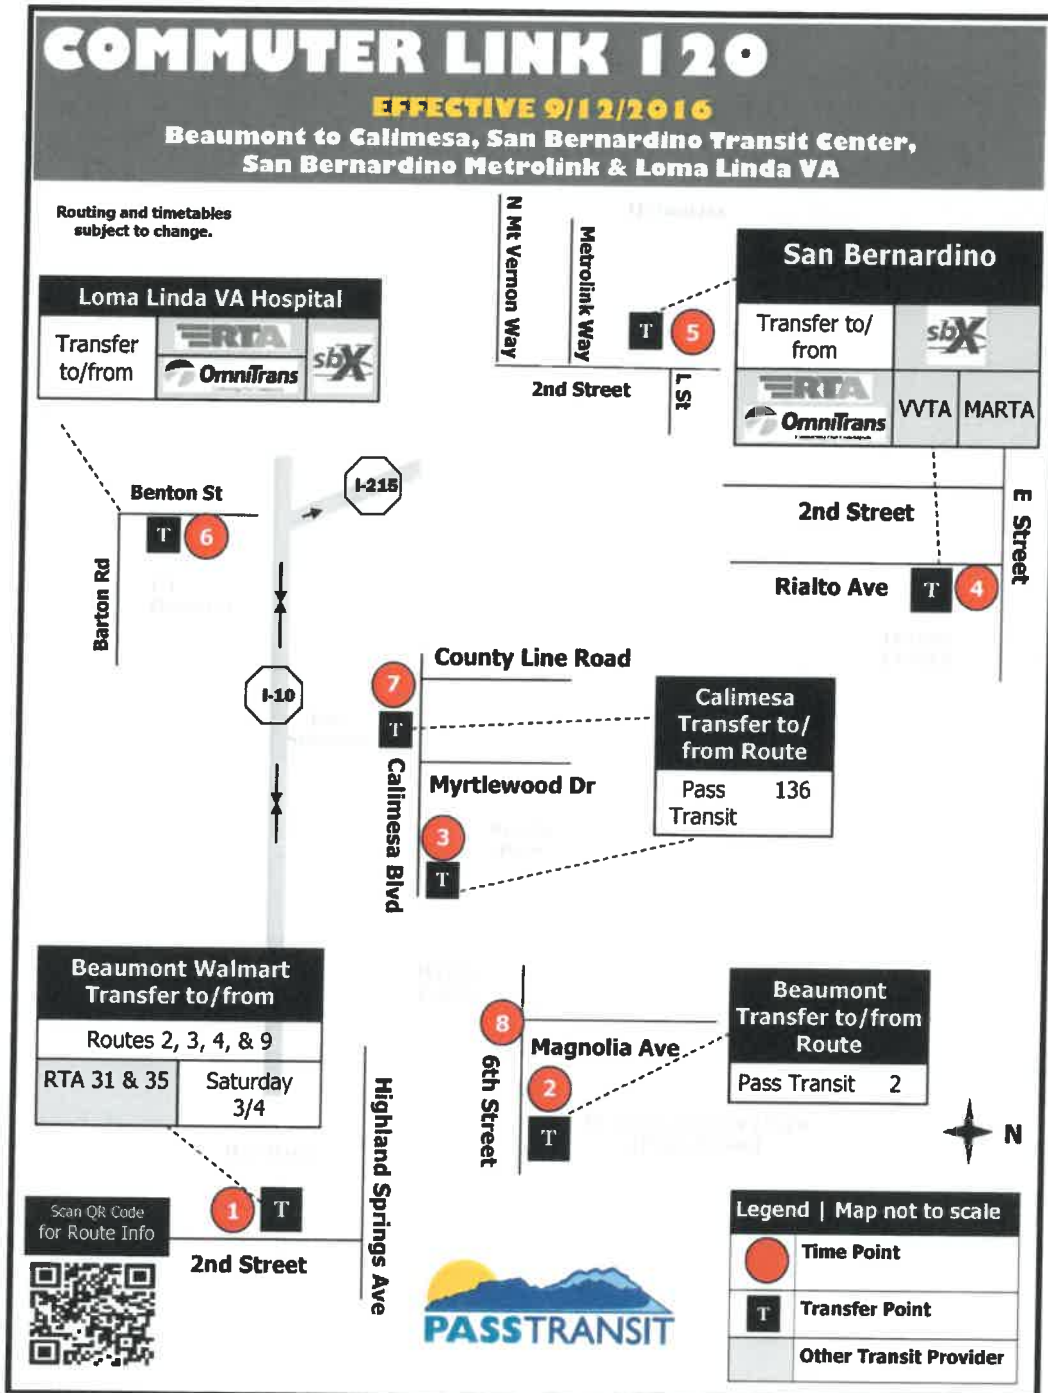 COMMUTER LINK 120
EFFECTIVE 9/12/2016
Beaumont to Calimesa, San Bernardino Transit Center,
San Bernardino Metrolink & Loma Linda VA
Routing and timetables
subject to change.
N Mt Vernon Way
Metrolink Way
T
5
2nd Street
L St
San Bernardino
Transfer to/
from
sbX
RTA
OmniTrans
VVTA
MARTA
Loma Linda VA Hospital
Transfer
to/from
RTA
OmniTrans
sbX
I-215
Benton St
T
6
Barton Rd
2nd Street
E Street
Rialto Ave
T
4
I-10
County Line Road
7
T
Calimesa Blvd
Myrtlewood Dr
3
T
Calimesa
Transfer to/
from Route
Pass 136
Transit
Beaumont Walmart
Transfer to/from
Routes 2, 3, 4, & 9
RTA 31 & 35
Saturday
3/4
8
Magnolia Ave
6th Street
2
T
Beaumont
Transfer to/from
Route
Pass Transit 2
N
Highland Springs Ave
1
T
2nd Street
Scan QR Code
for Route Info
PASSTRANSIT
Legend | Map not to scale
Time Point
T
Transfer Point
Other Transit Provider